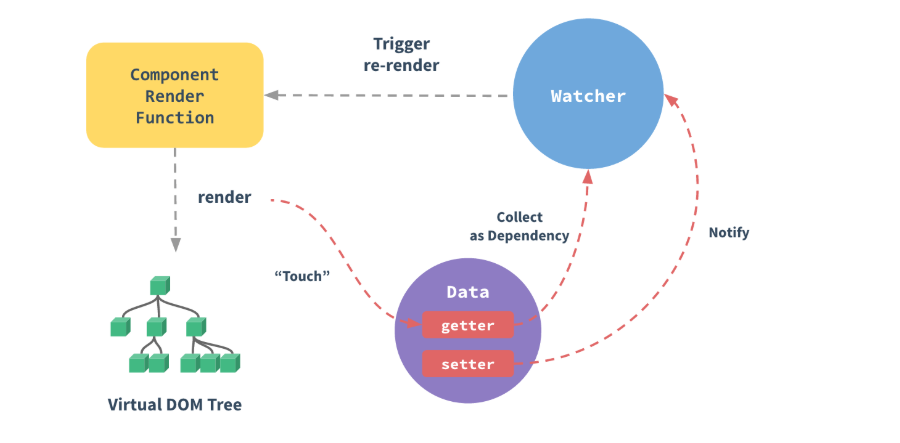 Trigger
re-render
Component
Render
Function
Watcher
render
Collect
as Dependency
Notify
“Touch”
Data
getter
setter
Virtual DOM Tree